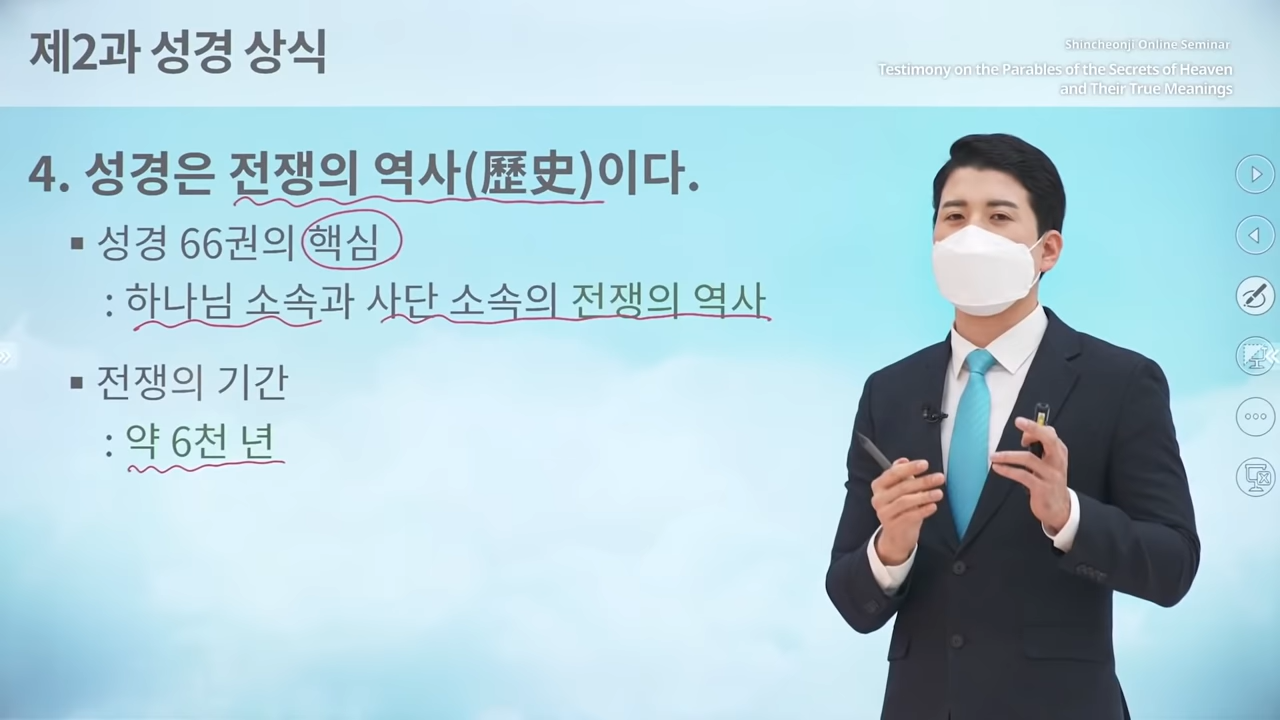 제2과 성경 상식
Shincheonji Online Seminar
Testimony on the Parables of the Secrets of Heaven
and Their True Meanings
4. 성경은 전쟁의 역사(歷史)이다.
▪ 성경 66권의 핵심
: 하나님 소속과 사단 소속의 전쟁의 역사
▪ 전쟁의 기간
: 약 6천 년